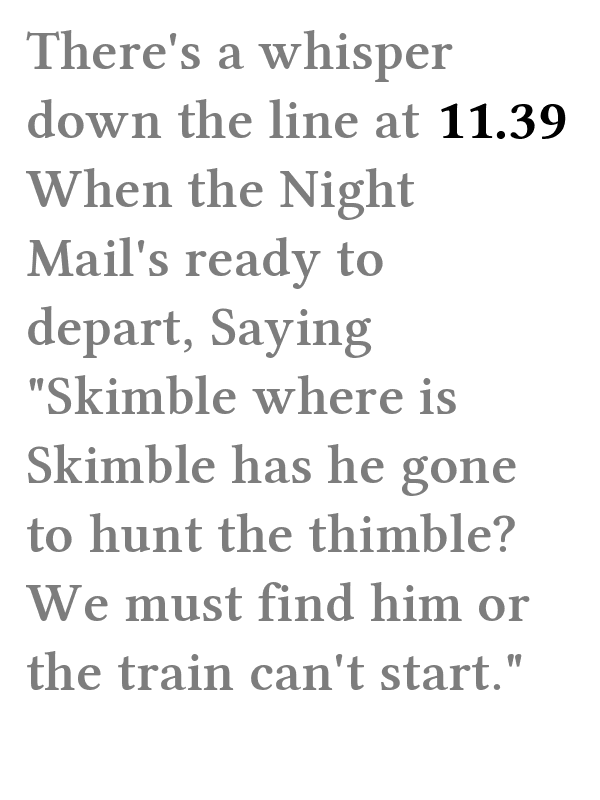 There's a whisper
down the line at 11.39
When the Night
Mail's ready to
depart, Saying
"Skimble where is
Skimble has he gone
to hunt the thimble?
We must find him or
the train can't start."